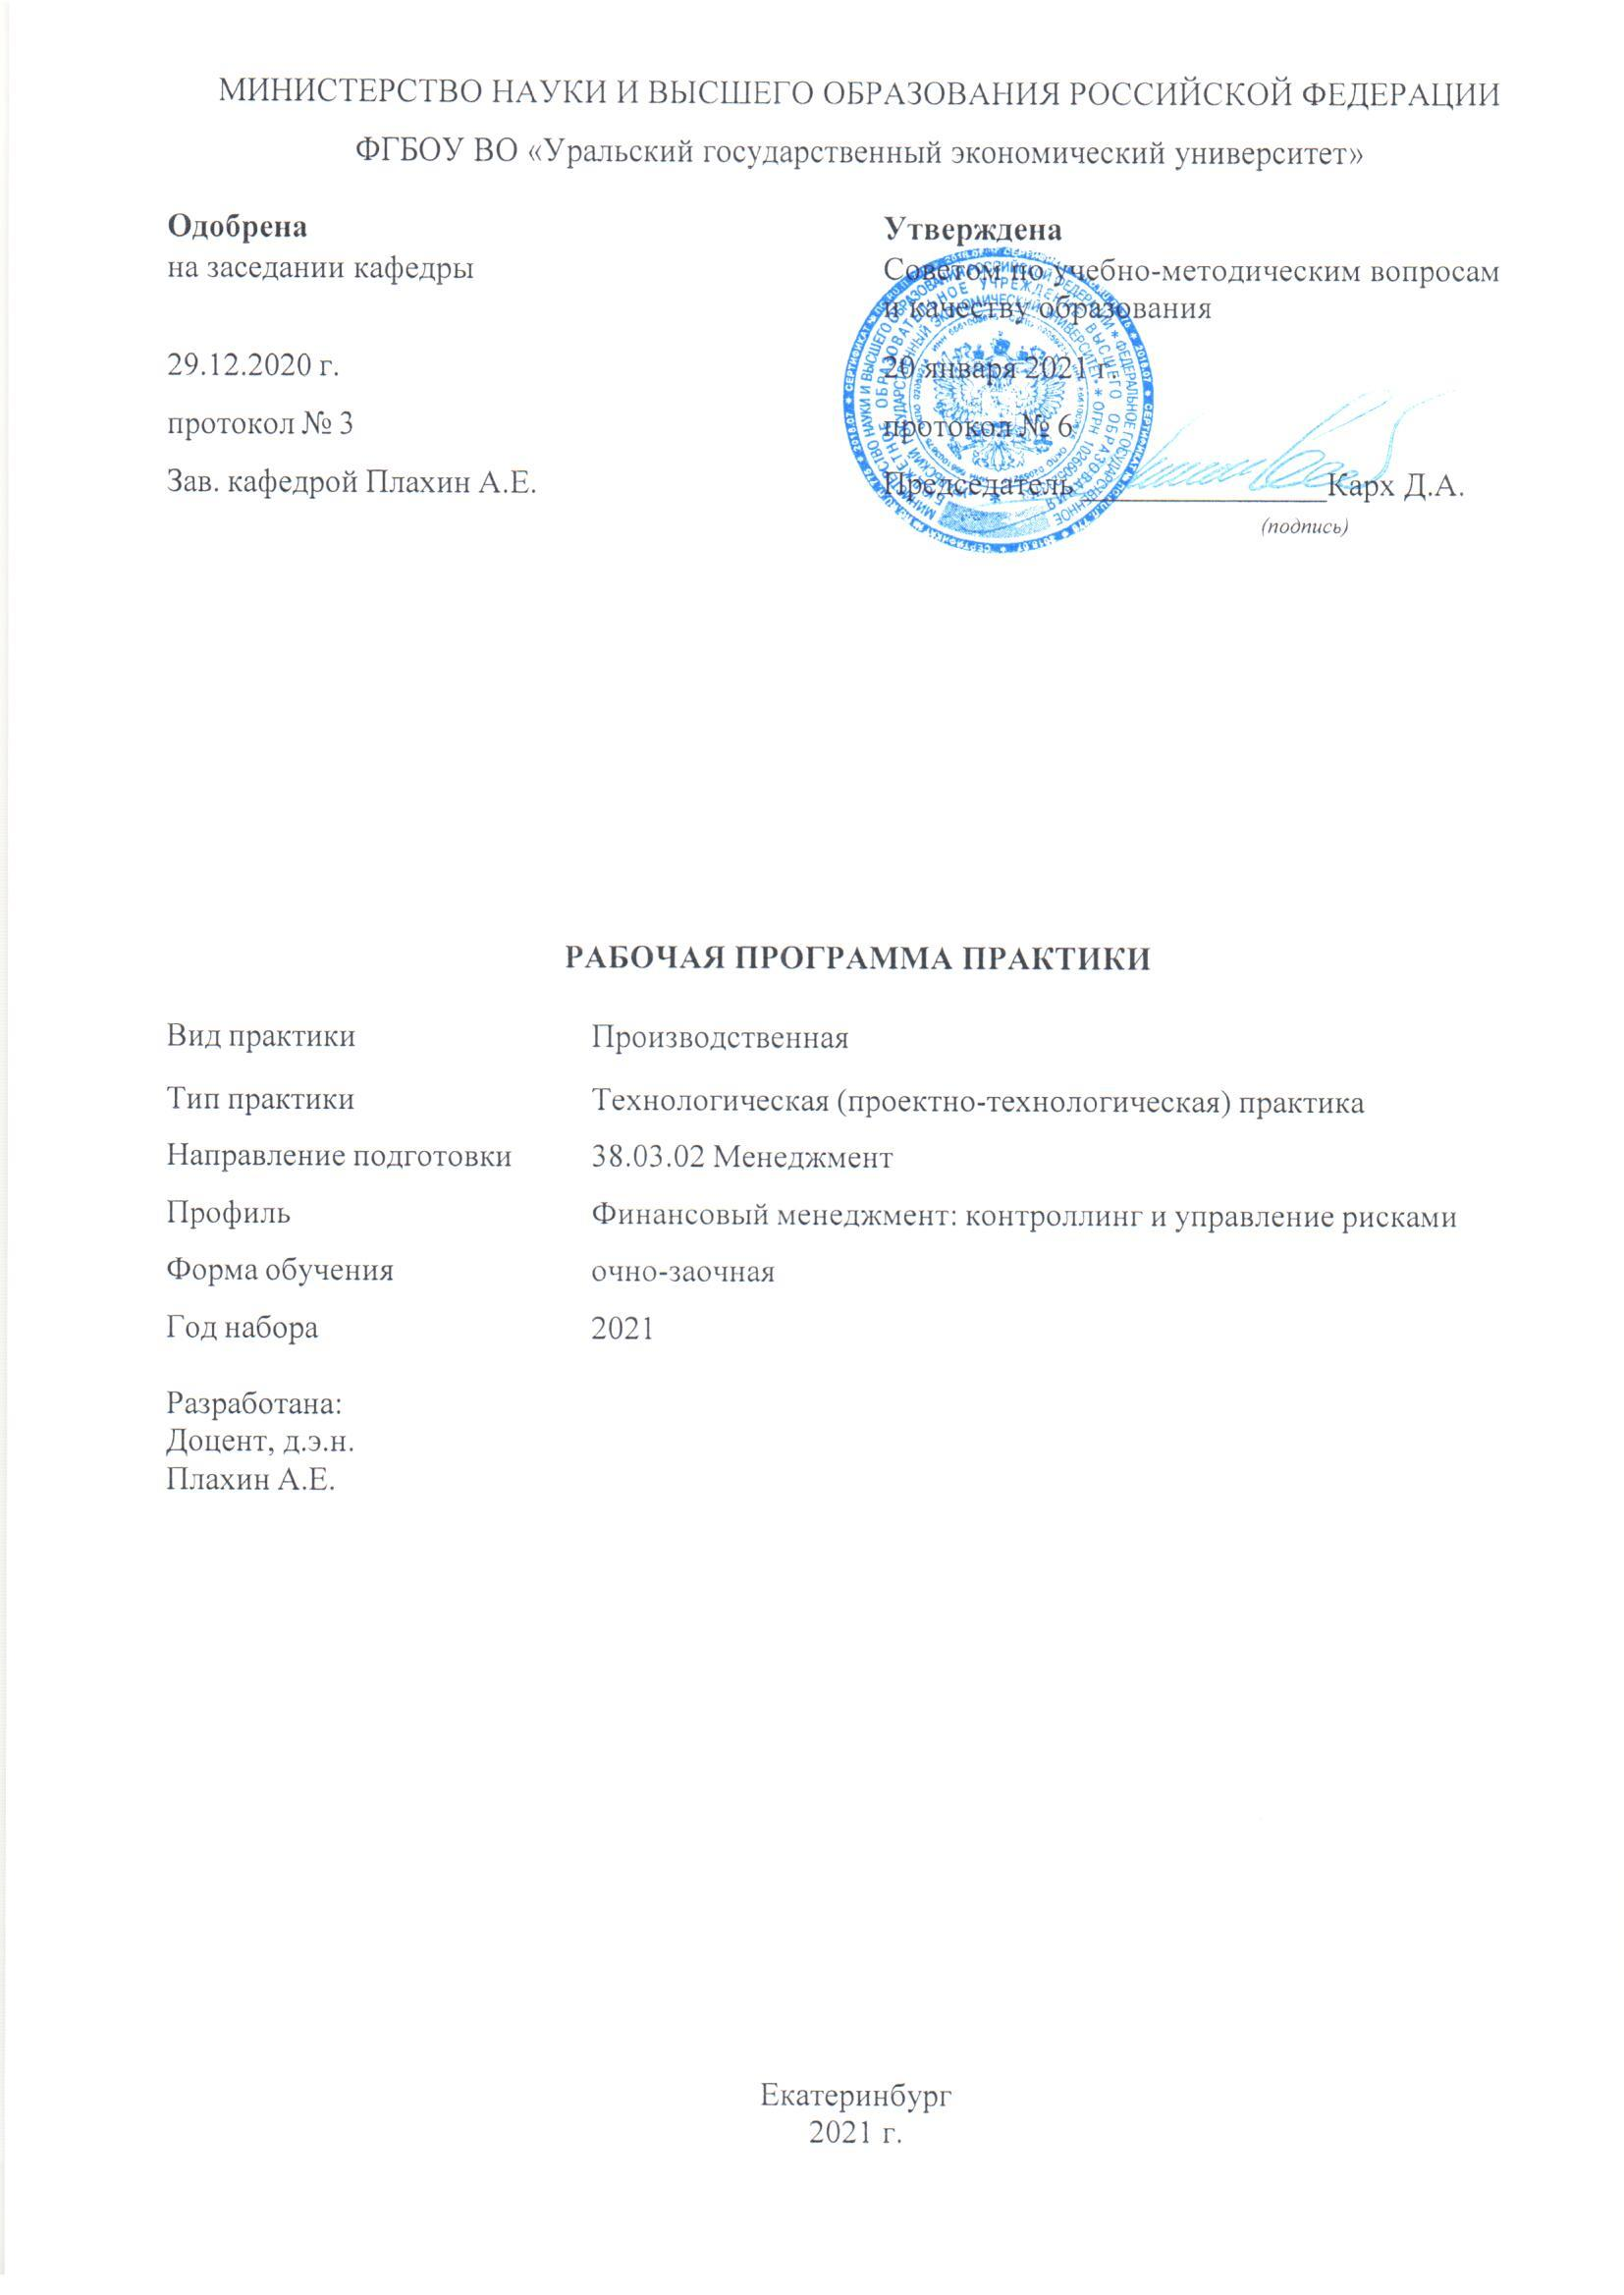 МИНИСТЕРСТВО НАУКИ И ВЫСШЕГО ОБРАЗОВАНИЯ РОССИЙСКОЙ ФЕДЕРАЦИИ
ФГБОУ ВО «Уральский государственный экономический университет»
Одобрена
на заседании кафедры
29.12.2020 г.
протокол № 3
Зав. кафедрой Плахин А.Е.
Утверждена
Советом по учебно-методическим вопросам
и качеству образования
20 января 2021 г.
протокол № 6
Председатель ________________ Карх Д.А.
(подпись)
РАБОЧАЯ ПРОГРАММА ПРАКТИКИ
Вид практики Производственная
Тип практики Технологическая (проектно-технологическая) практика
Направление подготовки 38.03.02 Менеджмент
Профиль Финансовый менеджмент: контроллинг и управление рисками
Форма обучения очно-заочная
Год набора 2021
Разработана:
Доцент, д.э.н.
Плахин А.Е.
Екатеринбург
2021 г.